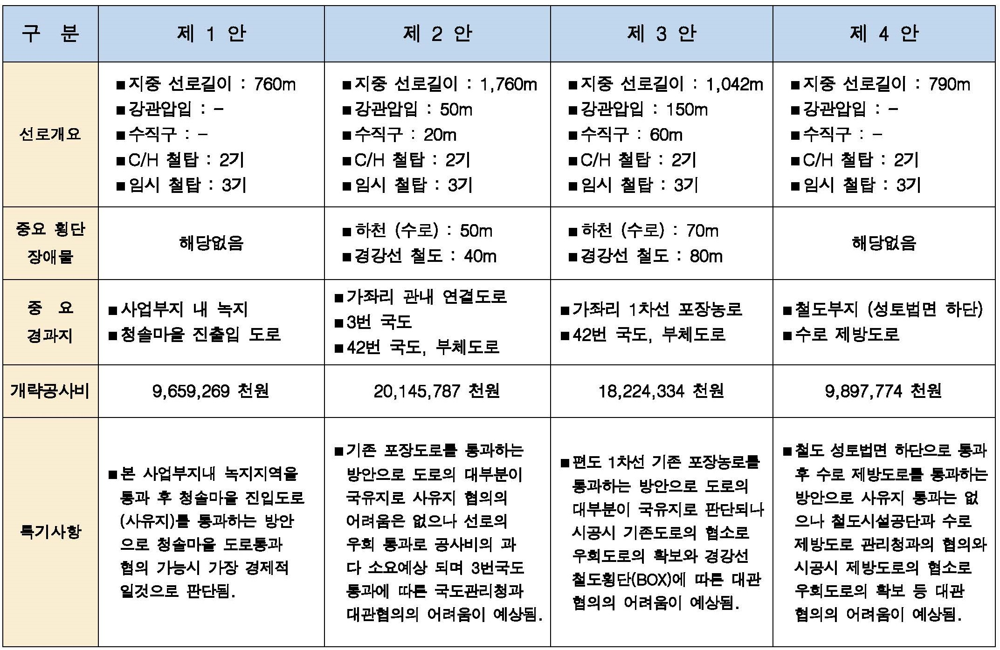 구 분
제 1 안
제 2 안
제 3 안
제 4 안
선로개요
■지중 선로길이 : 760m
■강관압입 : -
■수직구 : -
■C/H 철탑 : 2기
■임시 철탑 : 3기
■지중 선로길이 : 1,760m
■강관압입 : 50m
■수직구 : 20m
■C/H 철탑 : 2기
■임시 철탑 : 3기
■지중 선로길이 : 1,042m
■강관압입 : 150m
■수직구 : 60m
■C/H 철탑 : 2기
■임시 철탑 : 3기
■지중 선로길이 : 790m
■강관압입 : -
■수직구 : -
■C/H 철탑 : 2기
■임시 철탑 : 3기
중요 횡단
장애물
해당없음
■하천 (수로) : 50m
■경강선 철도 : 40m
■하천 (수로) : 70m
■경강선 철도 : 80m
해당없음
중 요
경과지
■사업부지 내 녹지
■청솔마을 진출입 도로
■가좌리 관내 연결도로
■3번 국도
■42번 국도, 부체도로
■가좌리 1차선 포장농로
■42번 국도, 부체도로
■철도부지 (성토법면 하단)
■수로 제방도로
개략공사비
9,659,269 천원
20,145,787 천원
18,224,334 천원
9,897,774 천원
특기사항
■본 사업부지내 녹지지역을
통과 후 청솔마을 진입도로
(사유지)를 통과하는 방안
으로 청솔마을 도로통과
협의 가능시 가장 경제적
일것으로 판단됨.
■기존 포장도로를 통과하는
방안으로 도로의 대부분이
국유지로 사유지 협의의
어려움은 없으나 선로의
우회 통과로 공사비의 과
다 소요예상 되며 3번국도
통과에 따른 국도관리청과
대관협의의 어려움이 예상됨.
■편도 1차선 기존 포장농로를
통과하는 방안으로 도로의
대부분이 국유지로 판단되나
시공시 기존도로의 협소로
우회도로의 확보와 경강선
철도횡단(BOX)에 따른 대관
협의의 어려움이 예상됨.
■철도 성토법면 하단으로 통과
후 수로 제방도로를 통과하는
방안으로 사유지 통과는 없
으나 철도시설공단과 수로
제방도로 관리청과의 협의와
시공시 제방도로의 협소로
우회도로의 확보 등 대관
협의의 어려움이 예상됨.